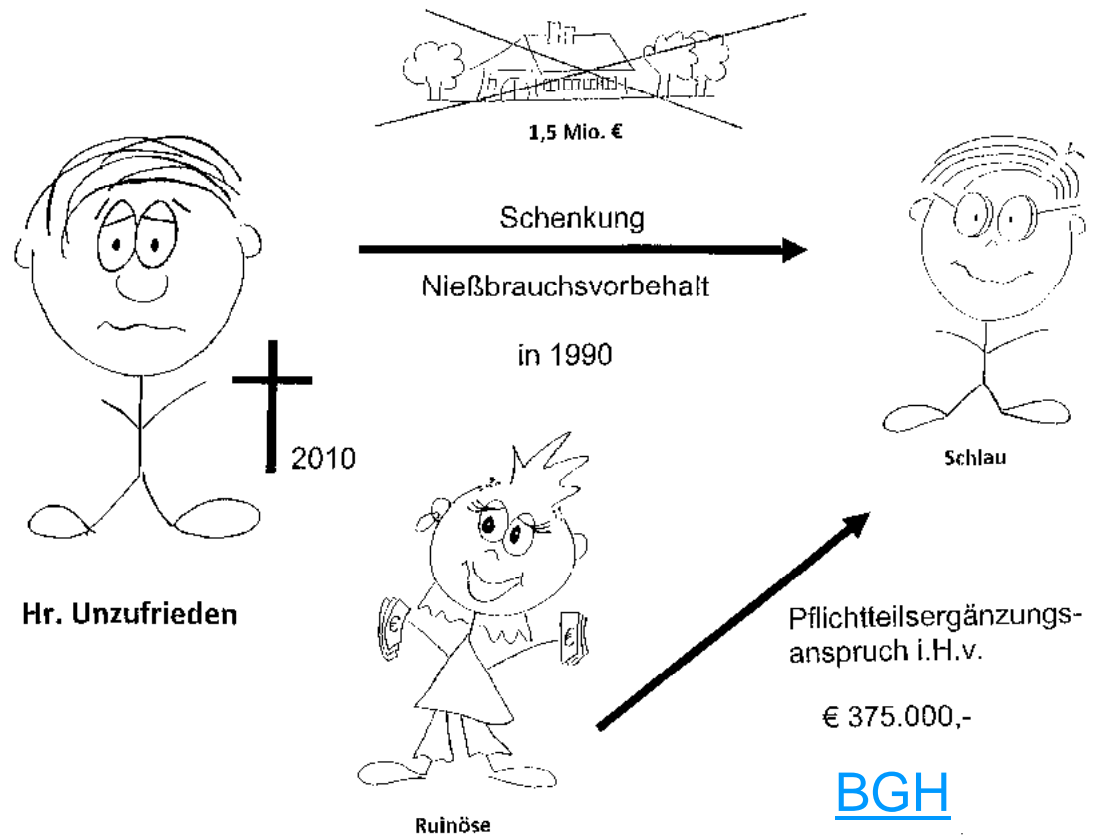 1,5 Mio. €
Schenkung
Nießbrauchsvorbehalt
in 1990
2010
Schlau
Hr. Unzufrieden
€
€
Pflichtteilsergänzungs-
anspruch i.H.v.
€ 375.000,-
BGH
Ruinöse